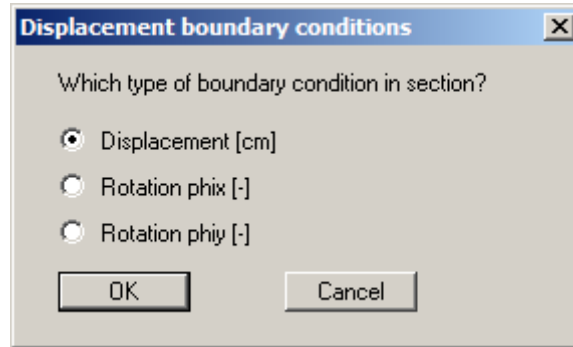 Displacement boundary conditions
Which type of boundary condition in section?
Displacement [cm]
Rotation phix [-]
Rotation phiy [-]
OK Cancel